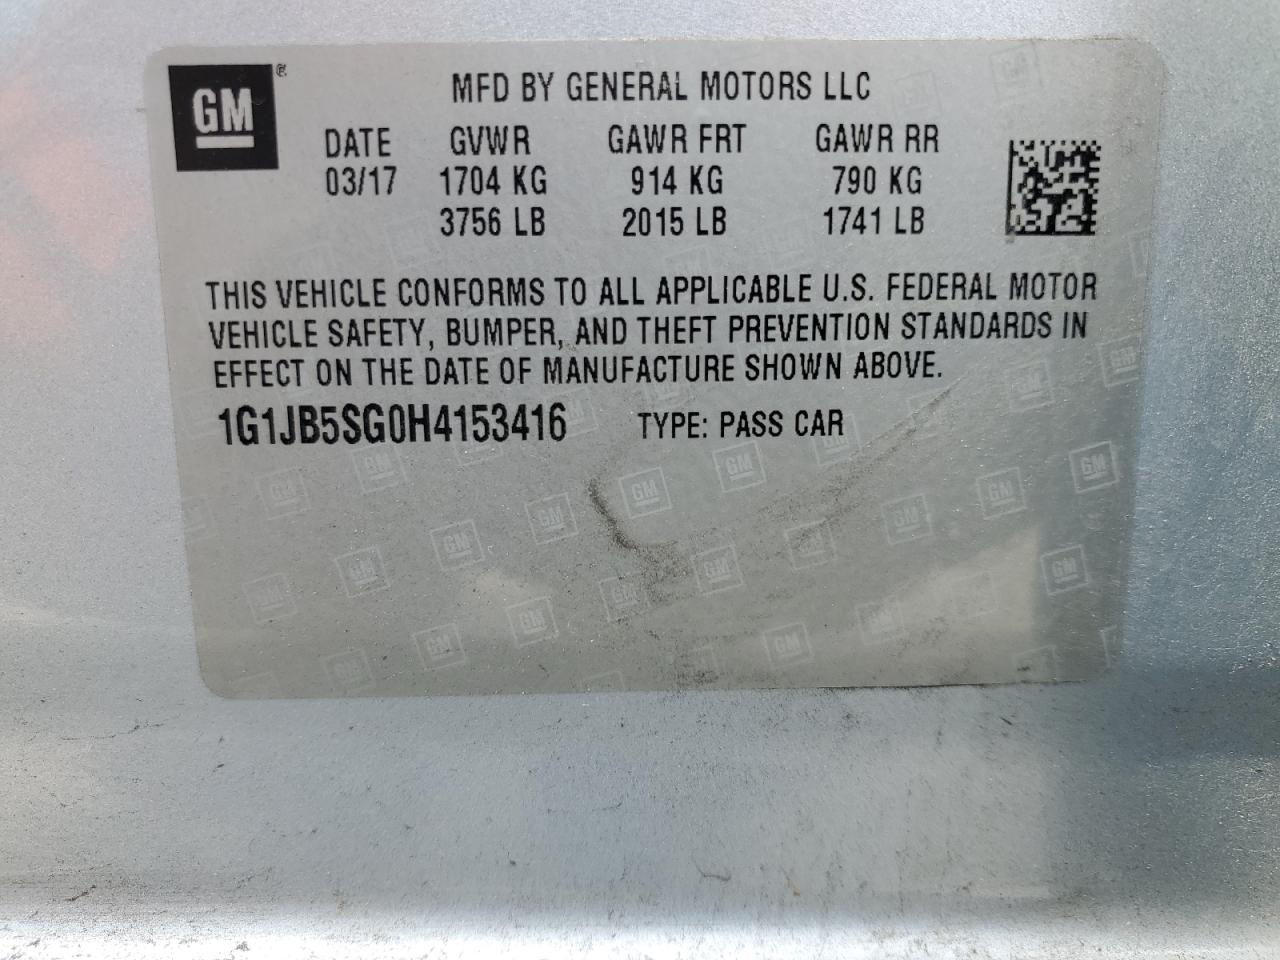 GM ®
MFD BY GENERAL MOTORS LLC
DATE GVWR GAWR FRT GAWR RR
03/17 1704 KG 914 KG 790 KG
3756 LB 2015 LB 1741 LB
THIS VEHICLE CONFORMS TO ALL APPLICABLE U.S. FEDERAL MOTOR
VEHICLE SAFETY, BUMPER, AND THEFT PREVENTION STANDARDS IN
EFFECT ON THE DATE OF MANUFACTURE SHOWN ABOVE.
1G1JB5SG0H4153416 TYPE: PASS CAR